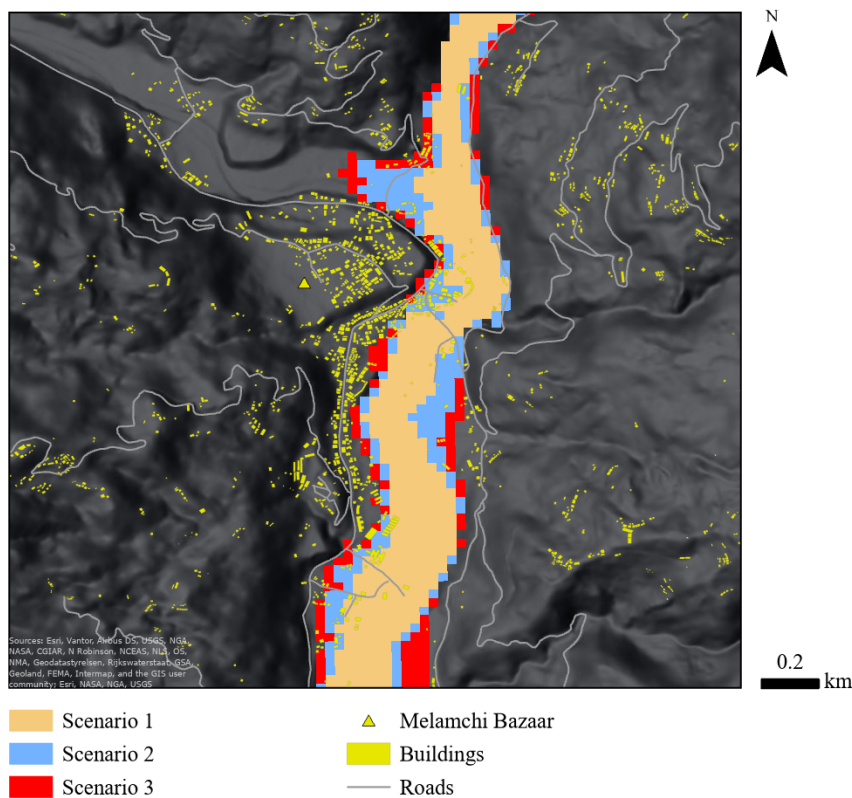 N
Sources: Esri, Vantor, Airbus DS, USGS, NGA,
NASA, CGIAR, N Robinson, NCEAS, NLS, OS,
NMA, Geodatastyrelsen, Rijkswaterstaat, GSA,
Geoland, FEMA, Intermap, and the GIS user
community; Esri, NASA, NGA, USGS
0.2
km
Scenario 1
Scenario 2
Scenario 3
Melamchi Bazaar
Buildings
Roads